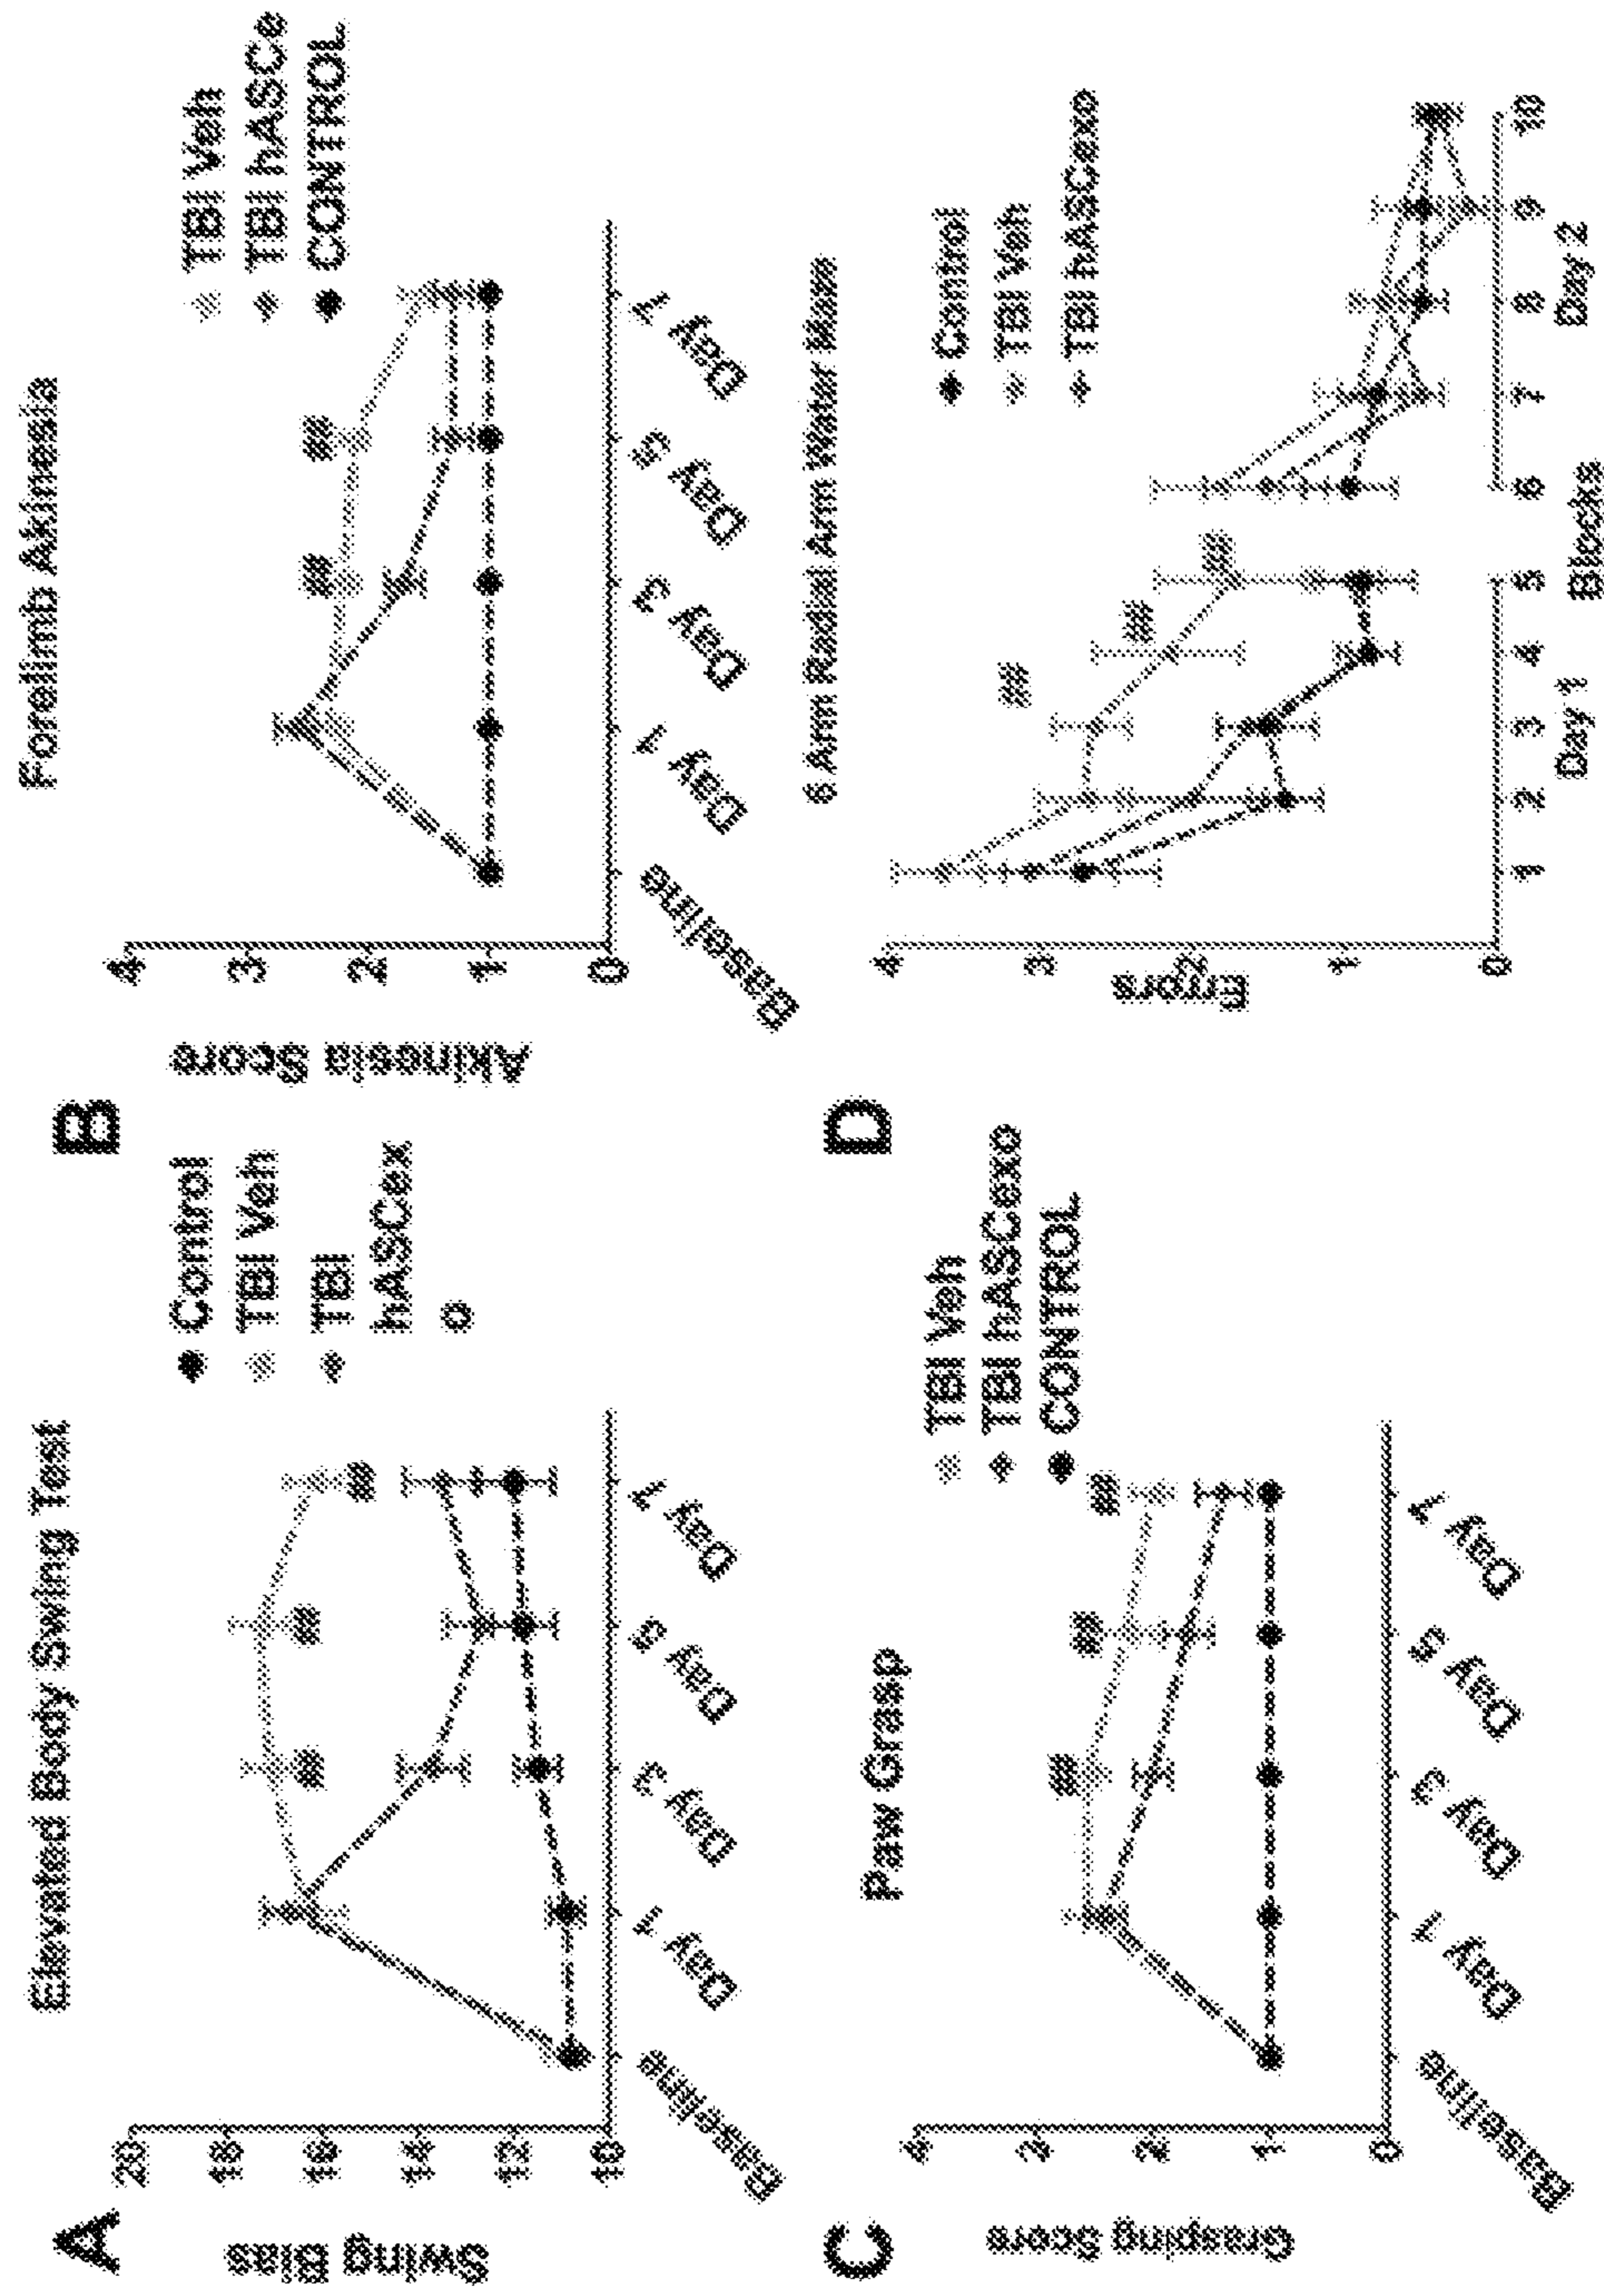 A
Elevated Body Swing Test
Swing Bias
20
18
16
14
12
10
Baseline
Day 1
Day 3
Day 5
Day 7
##
##
##
Control
TBI Veh
TBI
hASCex
o
B
Forelimb Akinesia
Akinesia Score
4
3
2
1
0
Baseline
Day 1
Day 3
Day 5
Day 7
##
##
TBI Veh
TBI hASCe
CONTROL
C
Paw Grasp
Grasping Score
4
3
2
1
0
Baseline
Day 1
Day 3
Day 5
Day 7
##
##
##
TBI Veh
TBI hASCexo
CONTROL
D
6 Arm Radial Arm Water Maze
Errors
4
3
2
1
0
1 2 3 4 5 6 7 8 9 10
Day 1 Blocks Day 2
##
##
##
Control
TBI Veh
TBI hASCexo